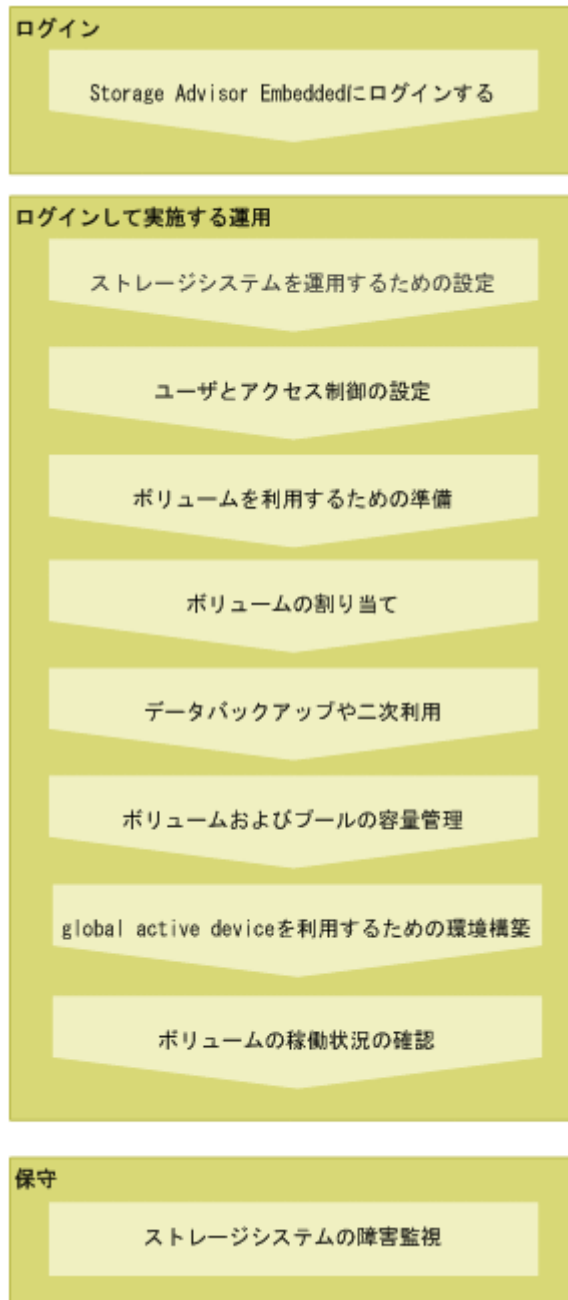 ログイン
Storage Advisor Embeddedにログインする
ログインして実施する運用
ストレージシステムを運用するための設定
ユーザとアクセス制御の設定
ボリュームを利用するための準備
ボリュームの割り当て
データバックアップや二次利用
ボリュームおよびプールの容量管理
global active deviceを利用するための環境構築
ボリュームの稼働状況の確認
保守
ストレージシステムの障害監視